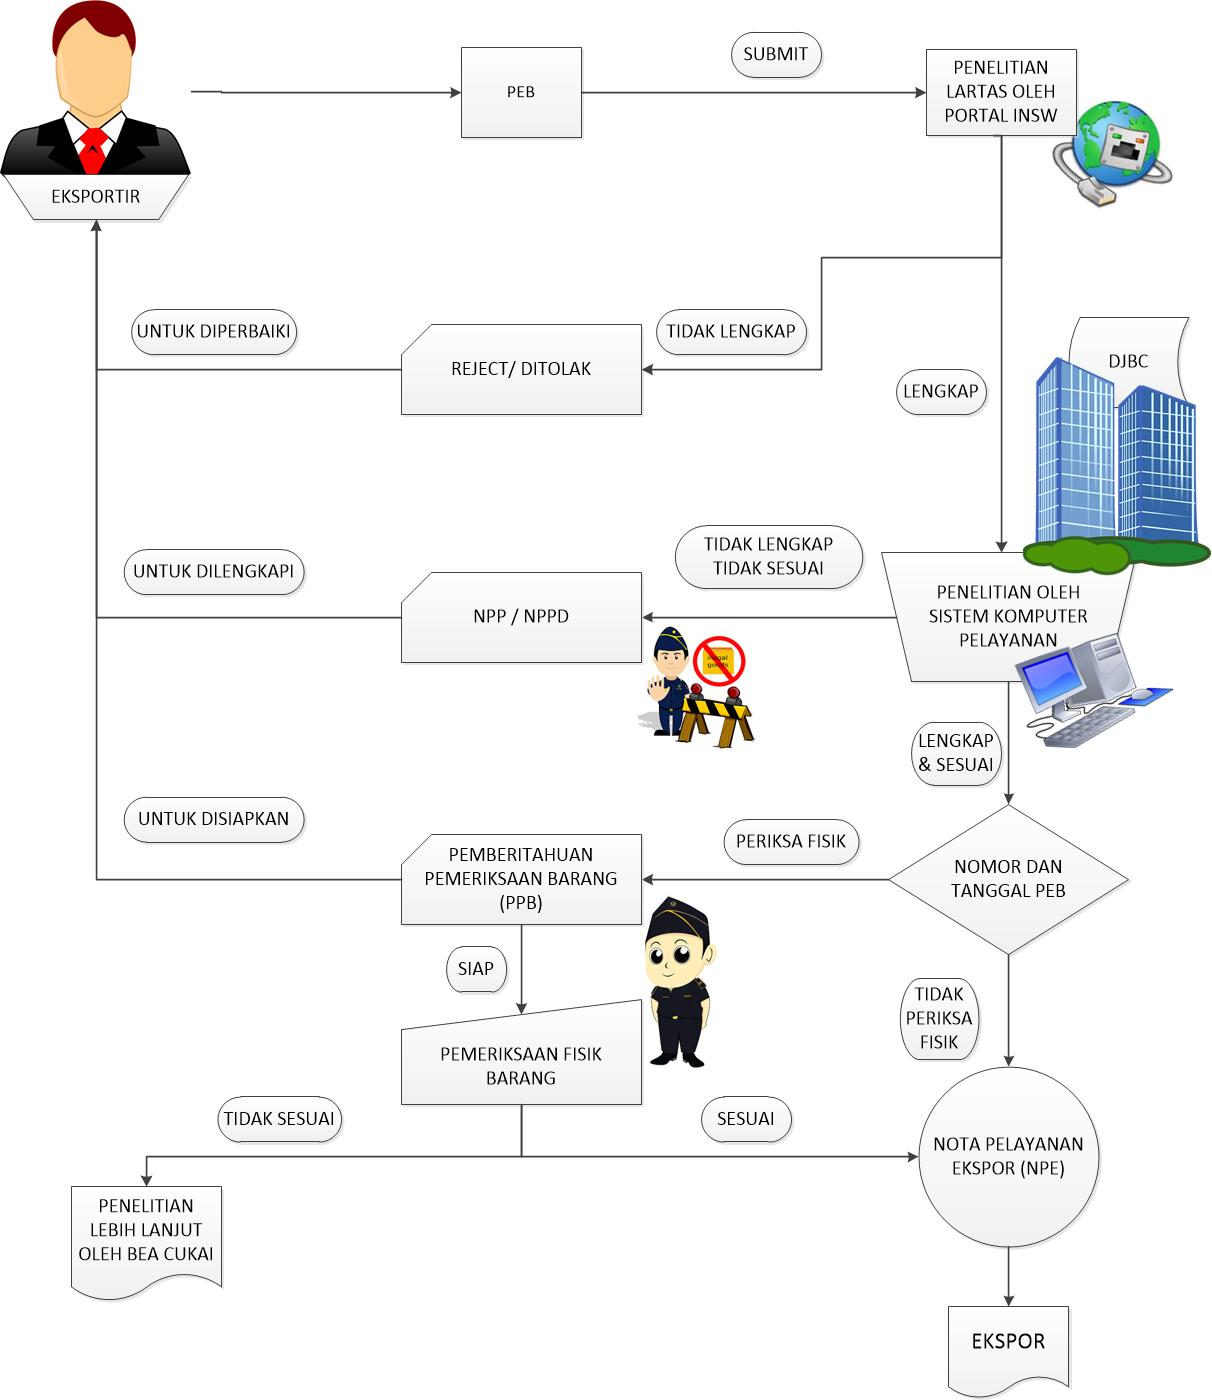 SUBMIT
PEB
PENELITIAN
LARTAS OLEH
PORTAL INSW
EKSPORTIR
UNTUK DIPERBAIKI
REJECT/ DITOLAK
TIDAK LENGKAP
LENGKAP
DJBC
UNTUK DILENGKAPI
NPP / NPPD
TIDAK LENGKAP
TIDAK SESUAI
PENELITIAN OLEH
SISTEM KOMPUTER
PELAYANAN
illegal
goods
LENGKAP
& SESUAI
UNTUK DISIAPKAN
PEMBERITAHUAN
PEMERIKSAAN BARANG
(PPB)
PERIKSA FISIK
NOMOR DAN
TANGGAL PEB
SIAP
TIDAK
PERIKSA
FISIK
PEMERIKSAAN FISIK
BARANG
TIDAK SESUAI
SESUAI
NOTA PELAYANAN
EKSPOR (NPE)
PENELITIAN
LEBIH LANJUT
OLEH BEA CUKAI
EKSPOR